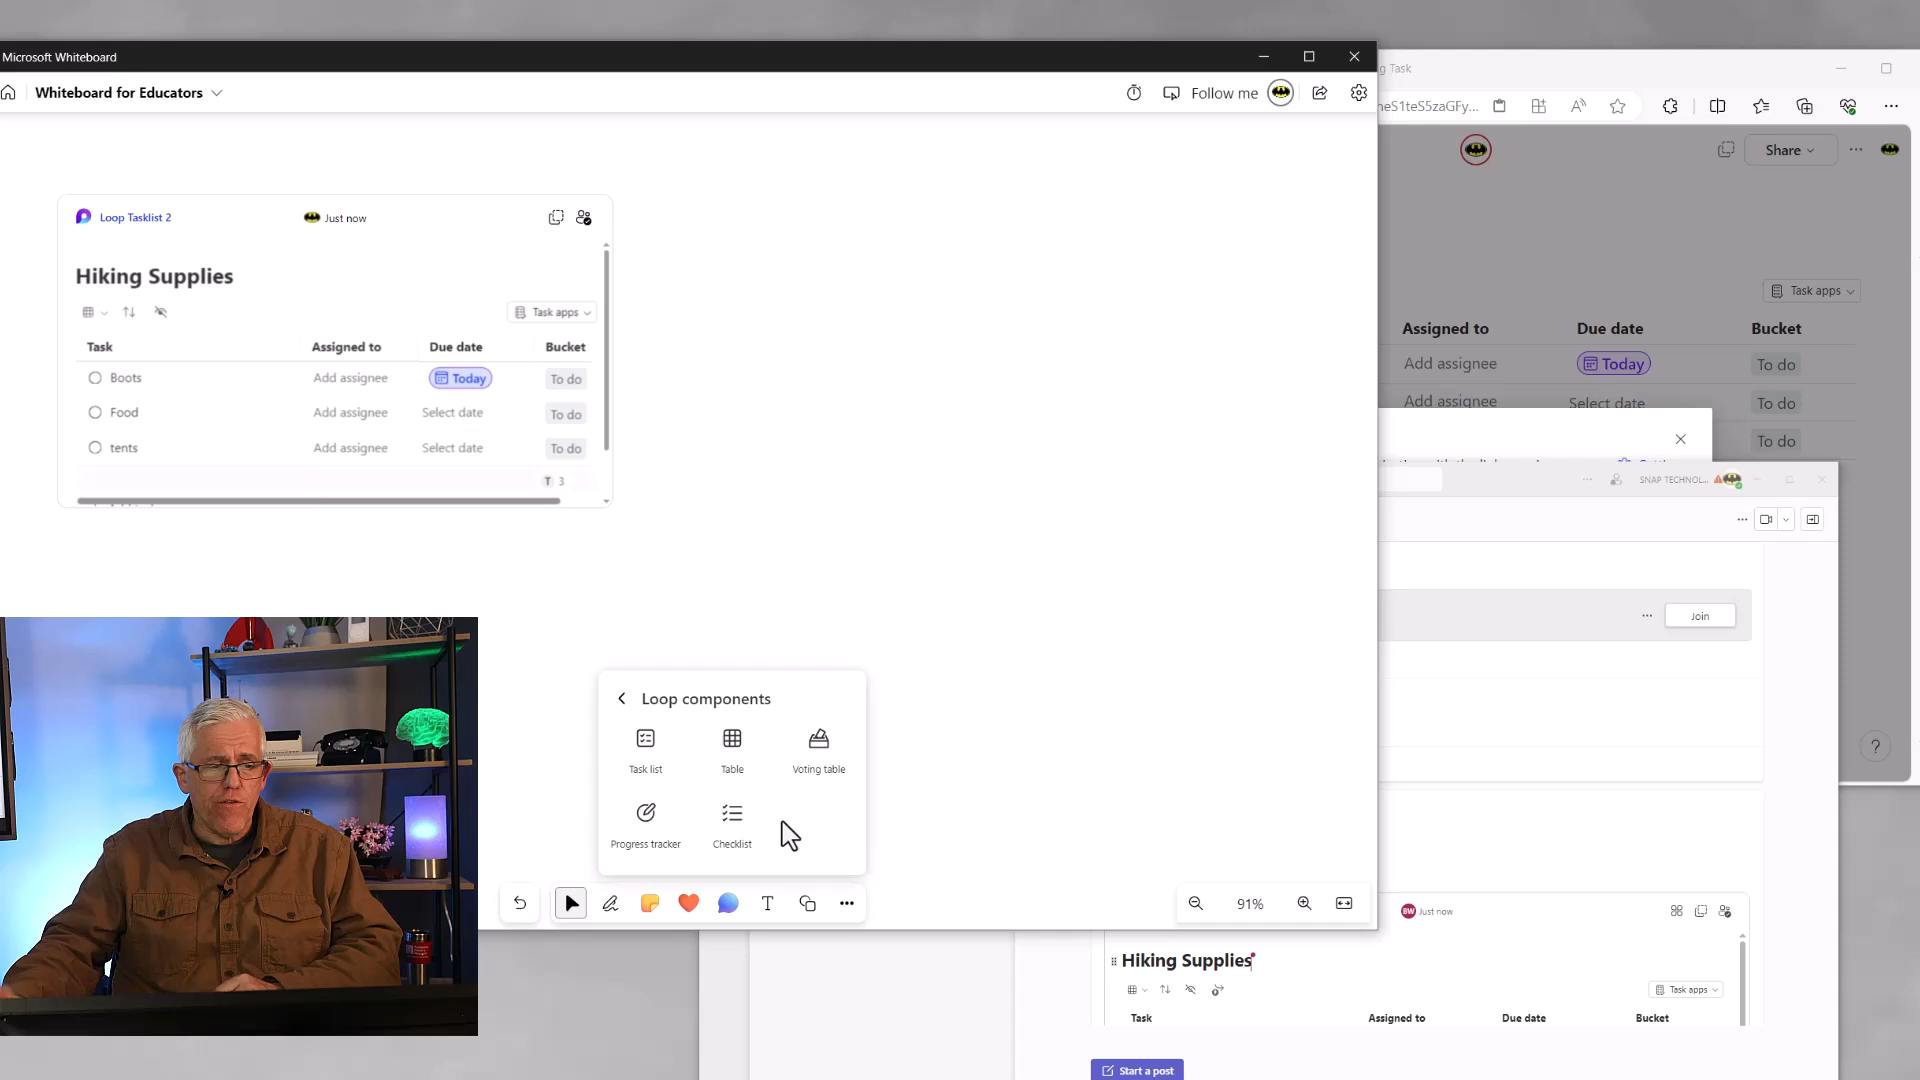 Microsoft Whiteboard
Whiteboard for Educators
Follow me
Loop Tasklist 2
Just now
Hiking Supplies
Task apps
Task Assigned to Due date Bucket
Boots Add assignee Today To do
Food Add assignee Select date To do
tents Add assignee Select date To do
T 3
Loop components
Task list
Table
Voting table
Progress tracker
Checklist
T
91%
g Task
neS1teS5zaGFy...
Share
Task apps
Assigned to Due date Bucket
Add assignee Today To do
Add assignee Select date To do
To do
SNAP TECHNOL...
Join
?
BW Just now
Hiking Supplies
Task apps
Task Assigned to Due date Bucket
Start a post